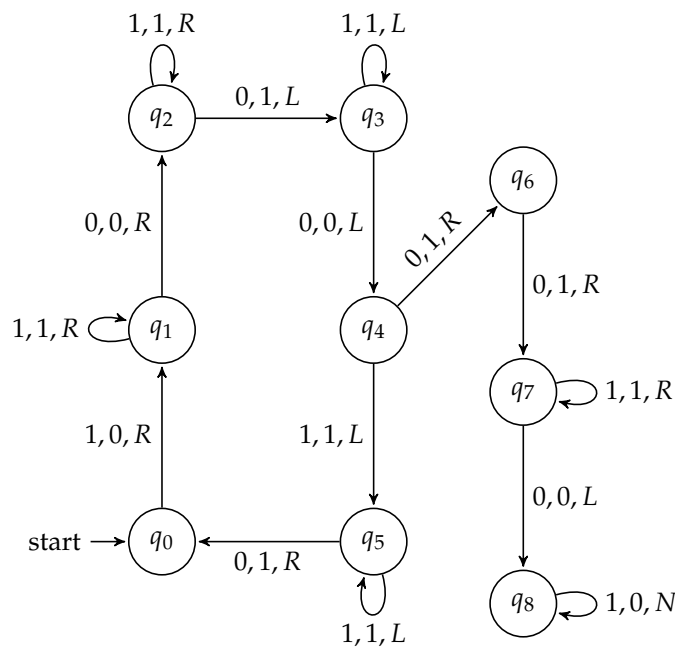 1, 1, R
1, 1, L
q2
0, 1, L
q3
q6
0, 0, R
0, 0, L
0, 1, R
0, 1, R
1, 1, R
q1
q4
q7
1, 1, R
1, 0, R
1, 1, L
0, 0, L
start
q0
0, 1, R
q5
q8
1, 0, N
1, 1, L